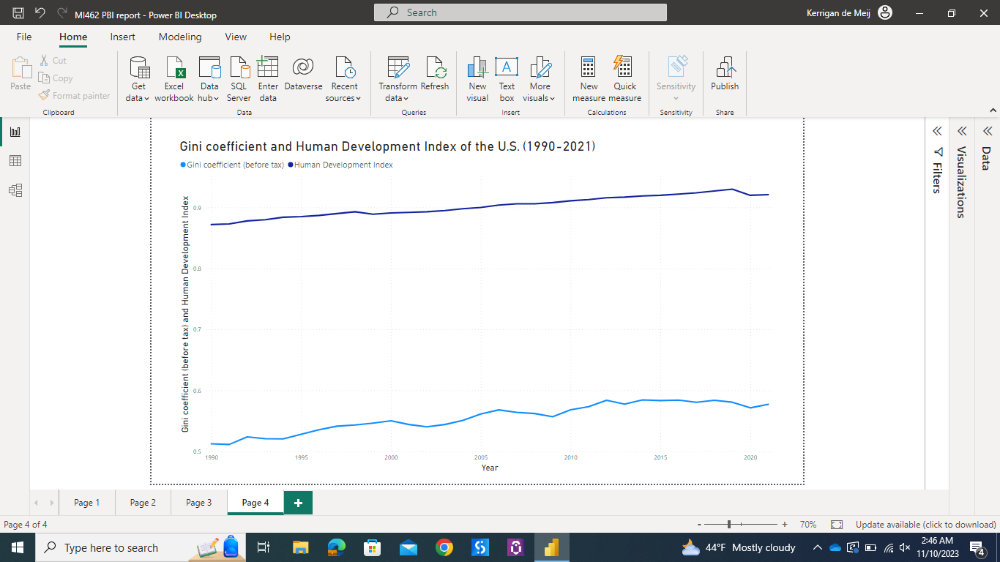 MI462 PBI report - Power BI Desktop
Search
Kerrigan de Meij
File Home Insert Modeling View Help
Paste
Cut
Copy
Format painter
Clipboard
Get data
Excel workbook
Data hub
SQL Server
Enter data
Dataverse
Recent sources
Data
Transform data
Refresh
Queries
New visual
Text box
More visuals
Insert
New measure
Quick measure
Calculations
Sensitivity
Sensitivity
Publish
Share
Gini coefficient and Human Development Index of the U.S. (1990-2021)
Gini coefficient (before tax) Human Development Index
Gini coefficient (before tax) and Human Development Index
0.9
0.8
0.7
0.6
0.5
1990 1995 2000 2005 2010 2015 2020
Year
Filters
Visualizations
Data
Page 1 Page 2 Page 3 Page 4 +
Page 4 of 4
- + 70% Update available (click to download)
Type here to search
44°F Mostly cloudy
2:46 AM
11/10/2023
4